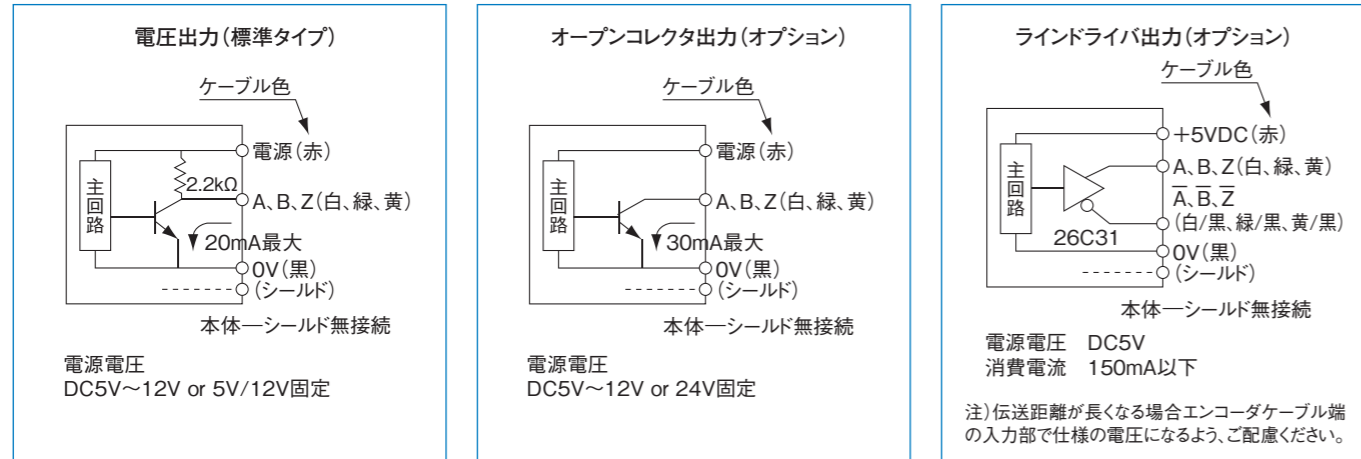 電圧出力（標準タイプ）
ケーブル色
電源（赤）
2.2kΩ
主回路
A、B、Z（白、緑、黄）
20mA最大
0V（黒）
（シールド）
本体―シールド無接続
電源電圧
DC5V～12V or 5V/12V固定
オープンコレクタ出力（オプション）
ケーブル色
電源（赤）
主回路
A、B、Z（白、緑、黄）
30mA最大
0V（黒）
（シールド）
本体―シールド無接続
電源電圧
DC5V～12V or 24V固定
ラインドライバ出力（オプション）
ケーブル色
＋5VDC（赤）
主回路
A、B、Z（白、緑、黄）
A̅、B̅、Z̅
（白/黒、緑/黒、黄/黒）
26C31
0V（黒）
（シールド）
本体―シールド無接続
電源電圧　DC5V
消費電流　150mA以下
注）伝送距離が長くなる場合エンコーダケーブル端
の入力部で仕様の電圧になるよう、ご配慮ください。